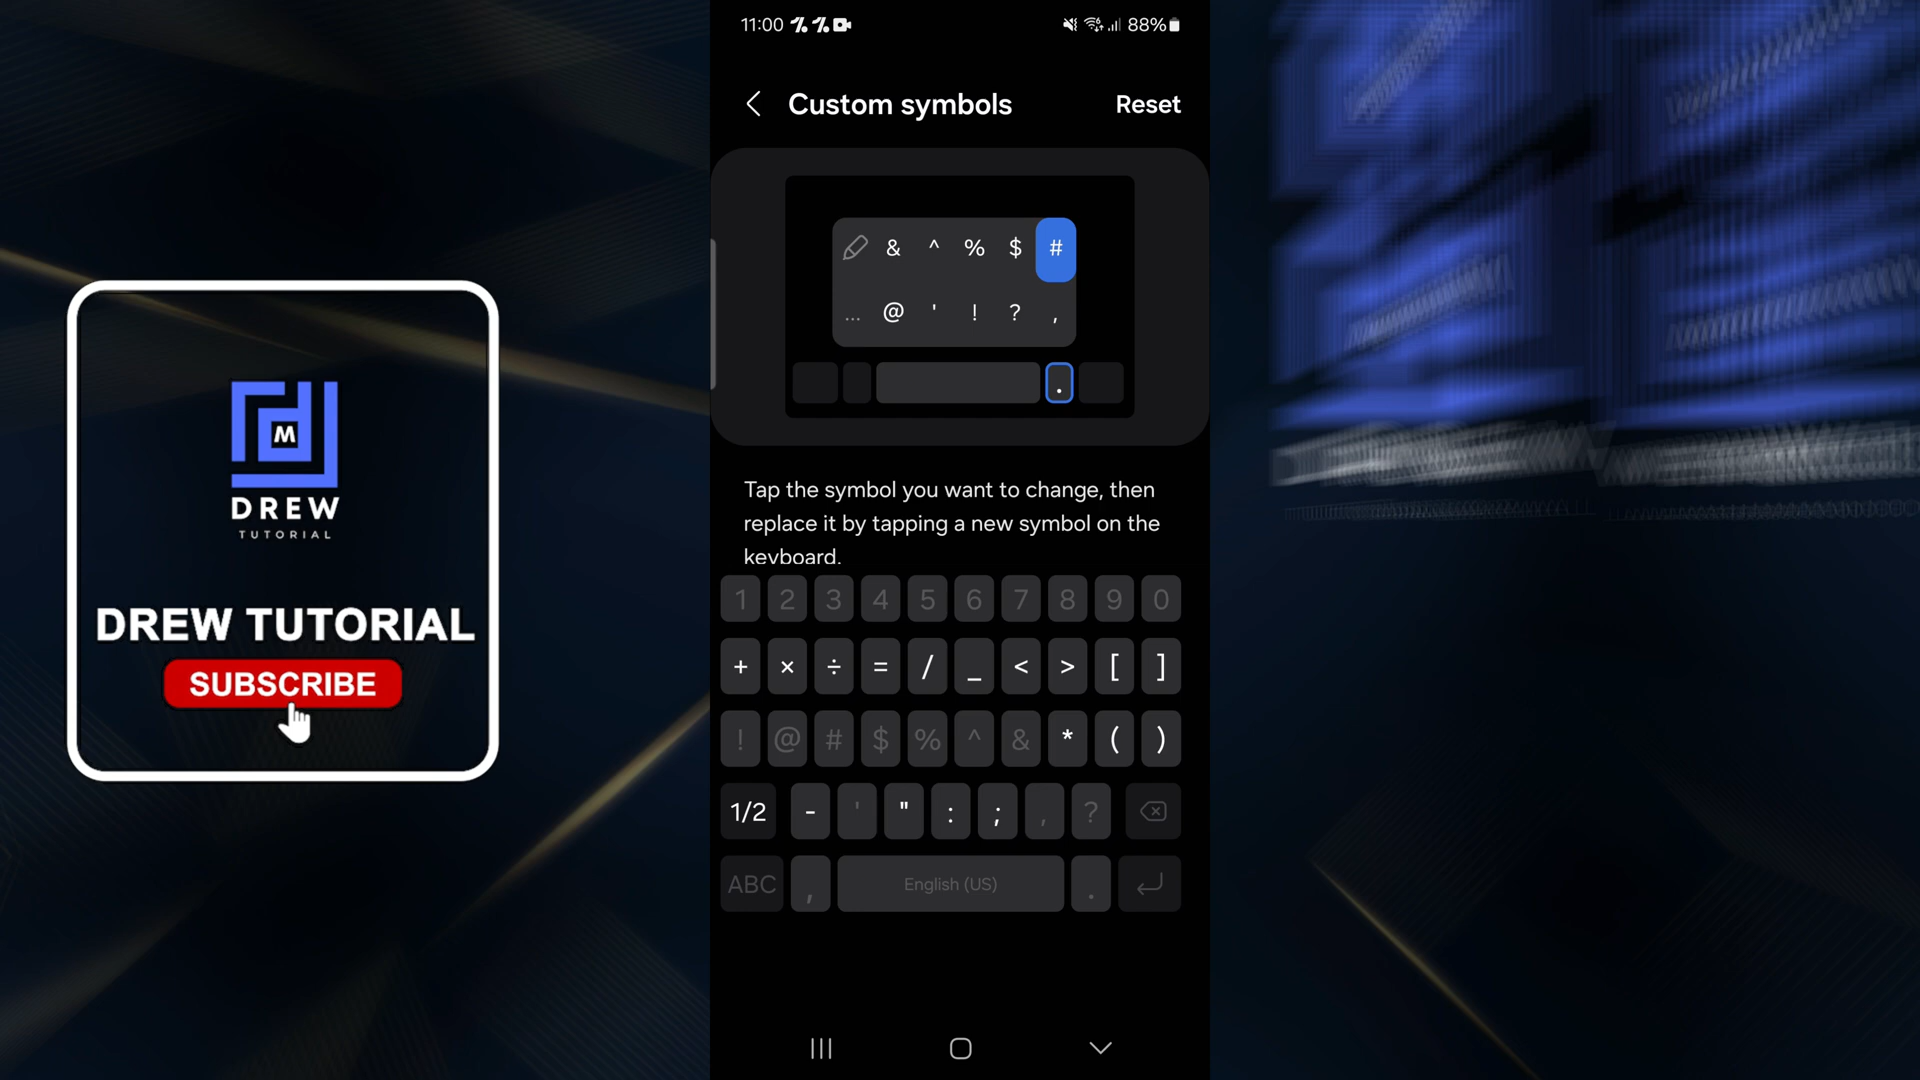 11:00
88%
Custom symbols
Reset
& ^ % $ #
... @ ' ! ? ,
.
Tap the symbol you want to change, then
replace it by tapping a new symbol on the
keyboard.
1 2 3 4 5 6 7 8 9 0
+ × ÷ = / _ < > [ ]
! @ # $ % ^ & * ( )
1/2 - ' " : ; , ?
ABC , English (US) .
M
DREW
TUTORIAL
DREW TUTORIAL
SUBSCRIBE